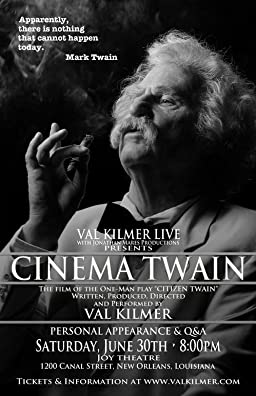 Apparently,
there is nothing
that cannot happen
today.
Mark Twain
VAL KILMER LIVE
WITH JONATHAN MARES PRODUCTIONS
PRESENTS
CINEMA TWAIN
THE FILM OF THE ONE-MAN PLAY "CITIZEN TWAIN"
WRITTEN, PRODUCED, DIRECTED
AND PERFORMED BY
VAL KILMER
PERSONAL APPEARANCE & Q&A
SATURDAY, JUNE 30TH · 8:00PM
JOY THEATRE
1200 CANAL STREET, NEW ORLEANS, LOUISIANA
TICKETS & INFORMATION AT WWW.VALKILMER.COM